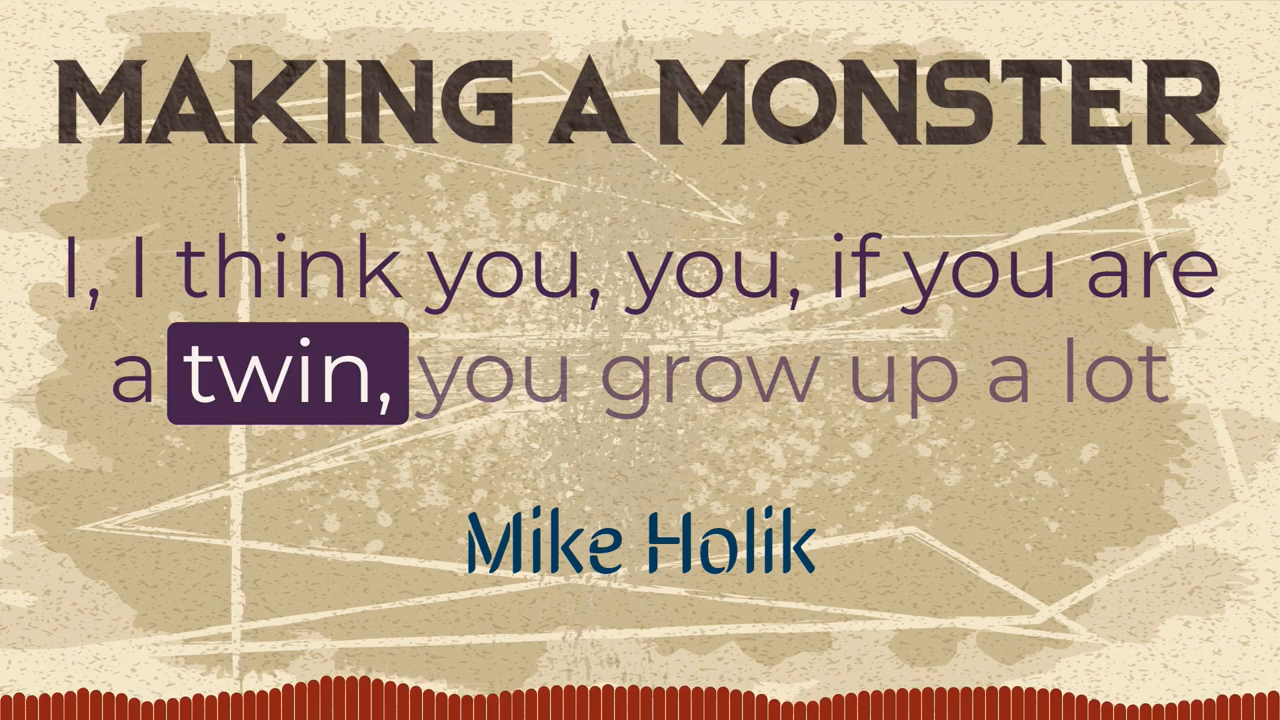 MAKING A MONSTER
I, I think you, you, if you are
a twin, you grow up a lot
Mike Holik